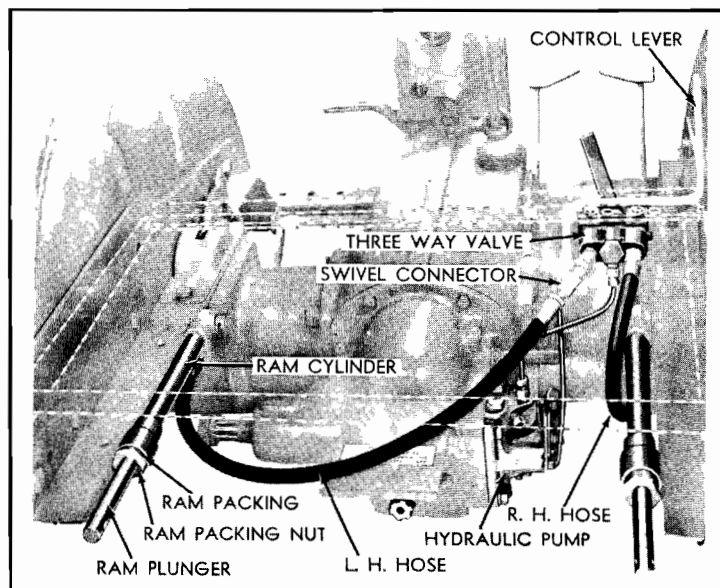 CONTROL LEVER
THREE WAY VALVE
SWIVEL CONNECTOR
RAM CYLINDER
RAM PACKING
RAM PACKING NUT
RAM PLUNGER
L. H. HOSE
HYDRAULIC PUMP
R. H. HOSE